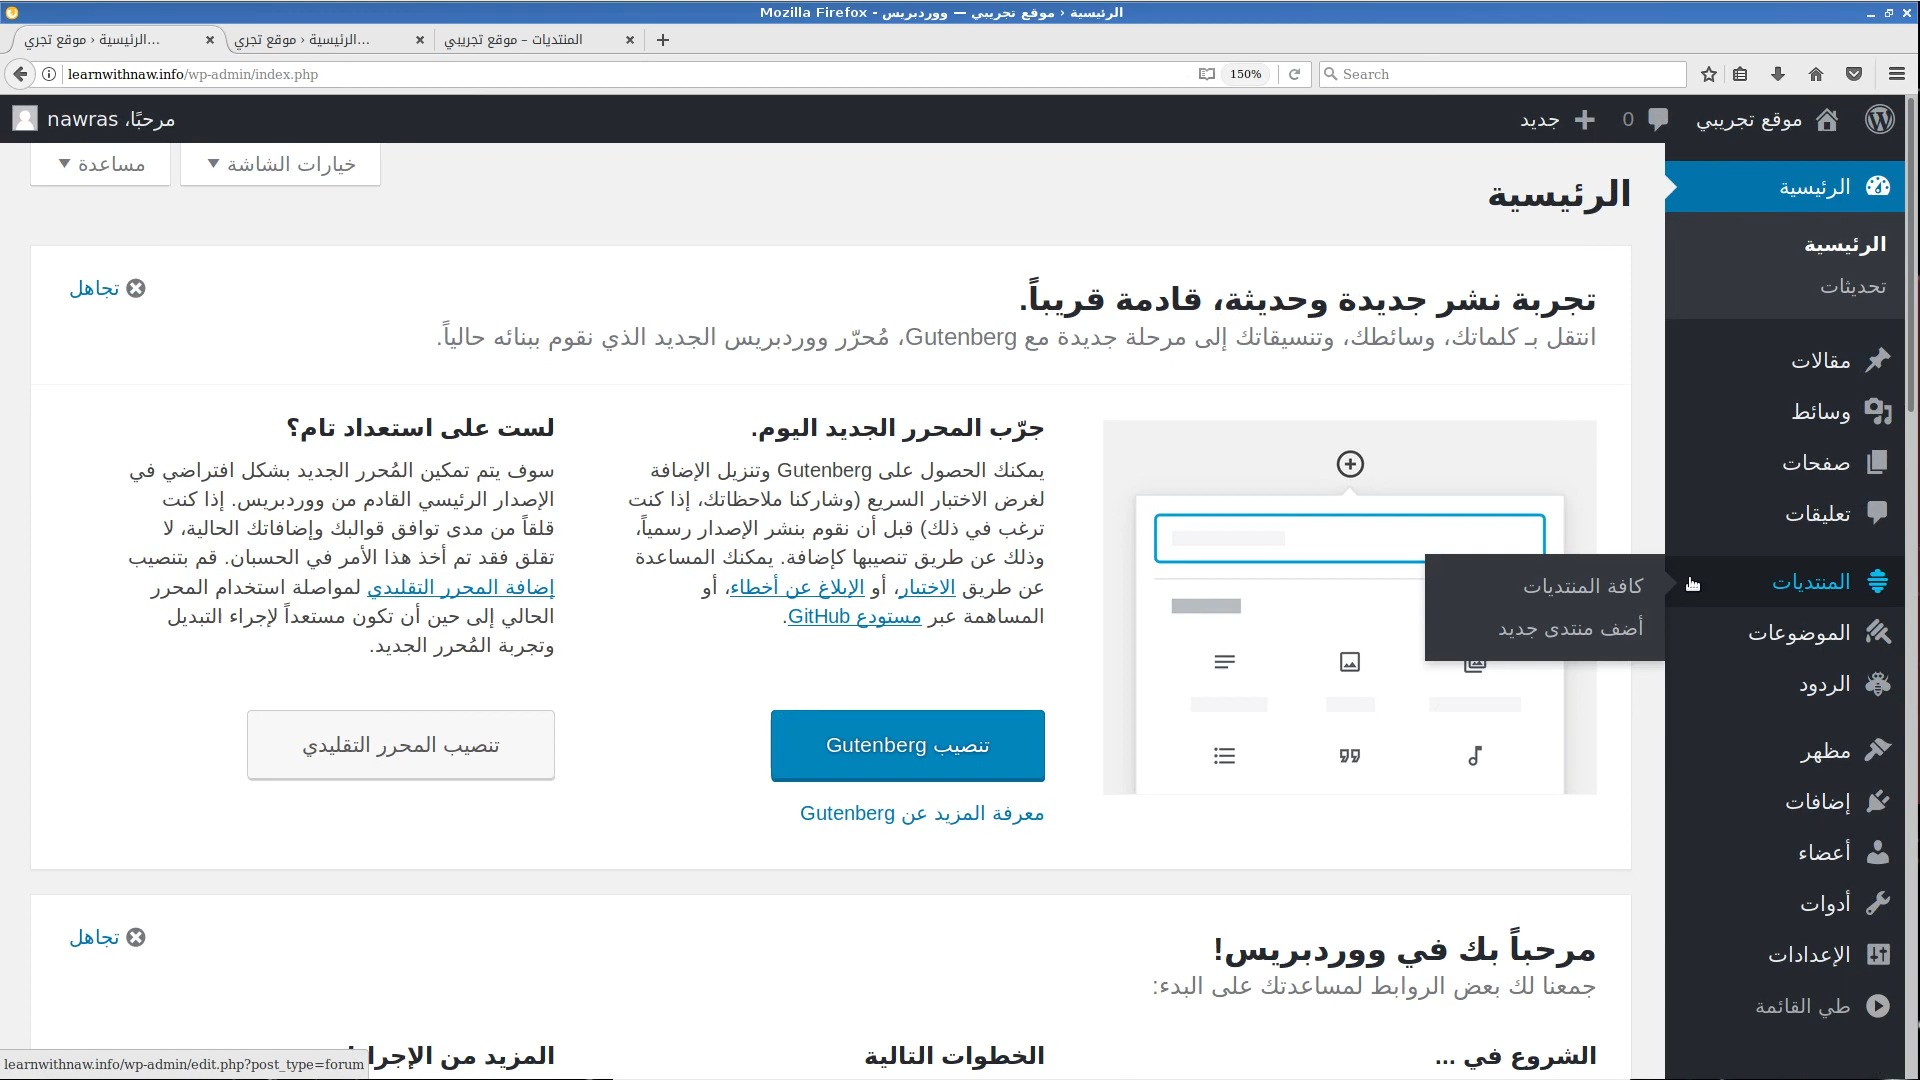 الرئيسية ‹ موقع تجريبي — ووردبريس - Mozilla Firefox
الرئيسية ‹ موقع تجري...
الرئيسية ‹ موقع تجري...
المنتديات – موقع تجريبي
learnwithnaw.info/wp-admin/index.php
150%
Search
موقع تجريبي
0
جديد
مرحبًا، nawras
خيارات الشاشة
مساعدة
الرئيسية
الرئيسية
تحديثات
مقالات
وسائط
صفحات
تعليقات
المنتديات
كافة المنتديات
أضف منتدى جديد
الموضوعات
الردود
مظهر
إضافات
أعضاء
أدوات
الإعدادات
طي القائمة
الرئيسية
تجاهل
تجربة نشر جديدة وحديثة، قادمة قريباً.
انتقل بـ كلماتك، وسائطك، وتنسيقاتك إلى مرحلة جديدة مع Gutenberg، مُحرّر ووردبريس الجديد الذي نقوم ببنائه حالياً.
جرّب المحرر الجديد اليوم.
يمكنك الحصول على Gutenberg وتنزيل الإضافة
لغرض الاختبار السريع (وشاركنا ملاحظاتك، إذا كنت
ترغب في ذلك) قبل أن نقوم بنشر الإصدار رسمياً،
وذلك عن طريق تنصيبها كإضافة. يمكنك المساعدة
عن طريق الاختبار، أو الإبلاغ عن أخطاء، أو
المساهمة عبر مستودع GitHub.
تنصيب Gutenberg
معرفة المزيد عن Gutenberg
لست على استعداد تام؟
سوف يتم تمكين المُحرر الجديد بشكل افتراضي في
الإصدار الرئيسي القادم من ووردبريس. إذا كنت
قلقاً من مدى توافق قوالبك وإضافاتك الحالية، لا
تقلق فقد تم أخذ هذا الأمر في الحسبان. قم بتنصيب
إضافة المحرر التقليدي لمواصلة استخدام المحرر
الحالي إلى حين أن تكون مستعداً لإجراء التبديل
وتجربة المُحرر الجديد.
تنصيب المحرر التقليدي
تجاهل
مرحباً بك في ووردبريس!
جمعنا لك بعض الروابط لمساعدتك على البدء:
الشروع في ...
الخطوات التالية
المزيد من الإجرا
learnwithnaw.info/wp-admin/edit.php?post_type=forum